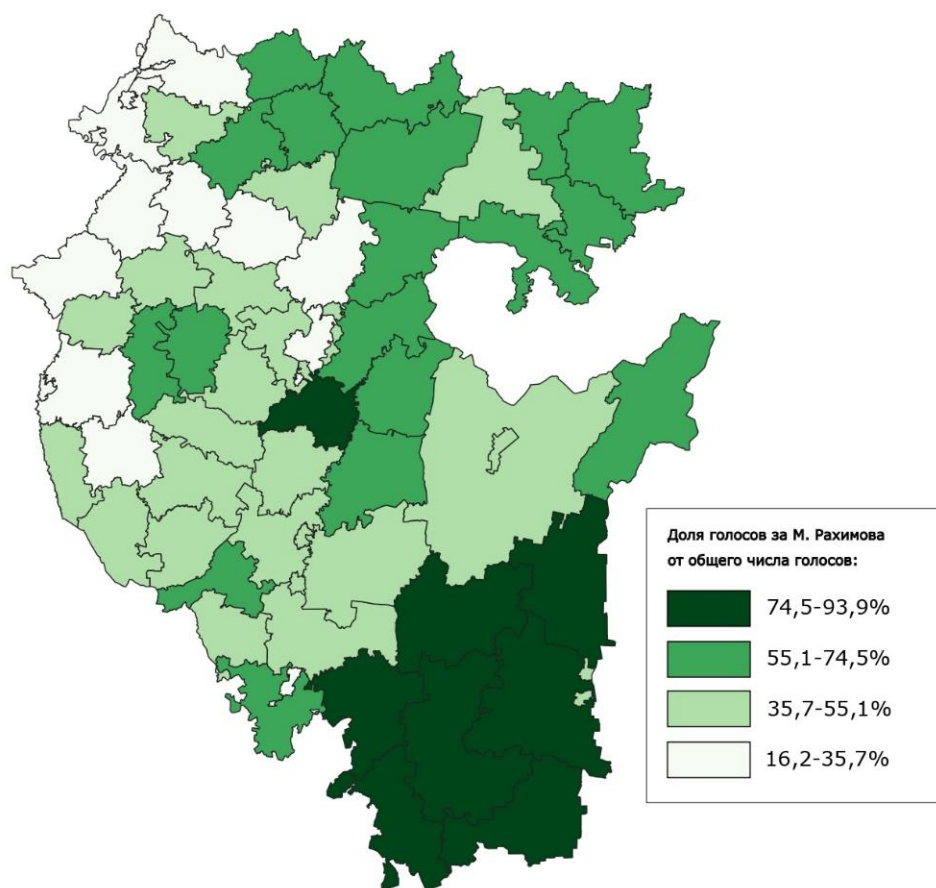 Доля голосов за М. Рахимова
от общего числа голосов:
74,5-93,9%
55,1-74,5%
35,7-55,1%
16,2-35,7%